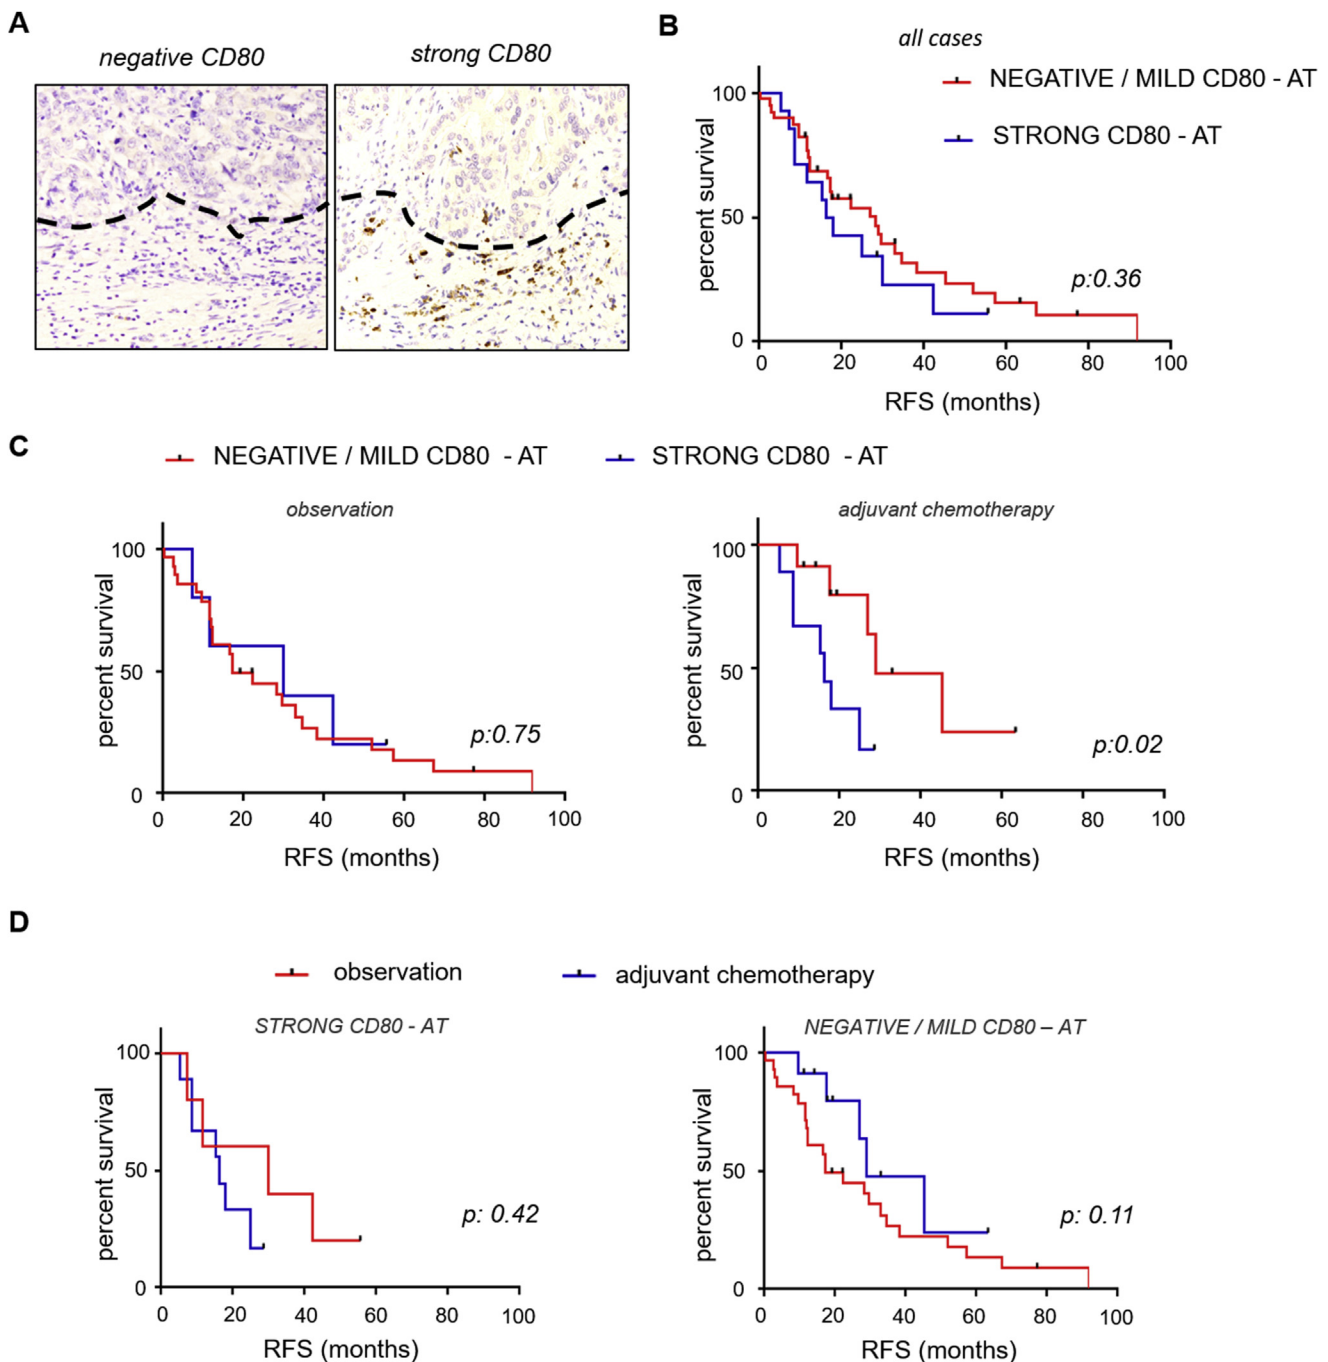 A
negative CD80
strong CD80
B
all cases
NEGATIVE / MILD CD80 - AT
STRONG CD80 - AT
100
50
0
percent survival
p:0.36
0 20 40 60 80 100
RFS (months)
C
NEGATIVE / MILD CD80 - AT
STRONG CD80 - AT
observation
100
50
0
percent survival
p:0.75
0 20 40 60 80 100
RFS (months)
adjuvant chemotherapy
100
50
0
percent survival
p:0.02
0 20 40 60 80 100
RFS (months)
D
observation
adjuvant chemotherapy
STRONG CD80 - AT
100
50
0
percent survival
p: 0.42
0 20 40 60 80 100
RFS (months)
NEGATIVE / MILD CD80 – AT
100
50
0
percent survival
p: 0.11
0 20 40 60 80 100
RFS (months)